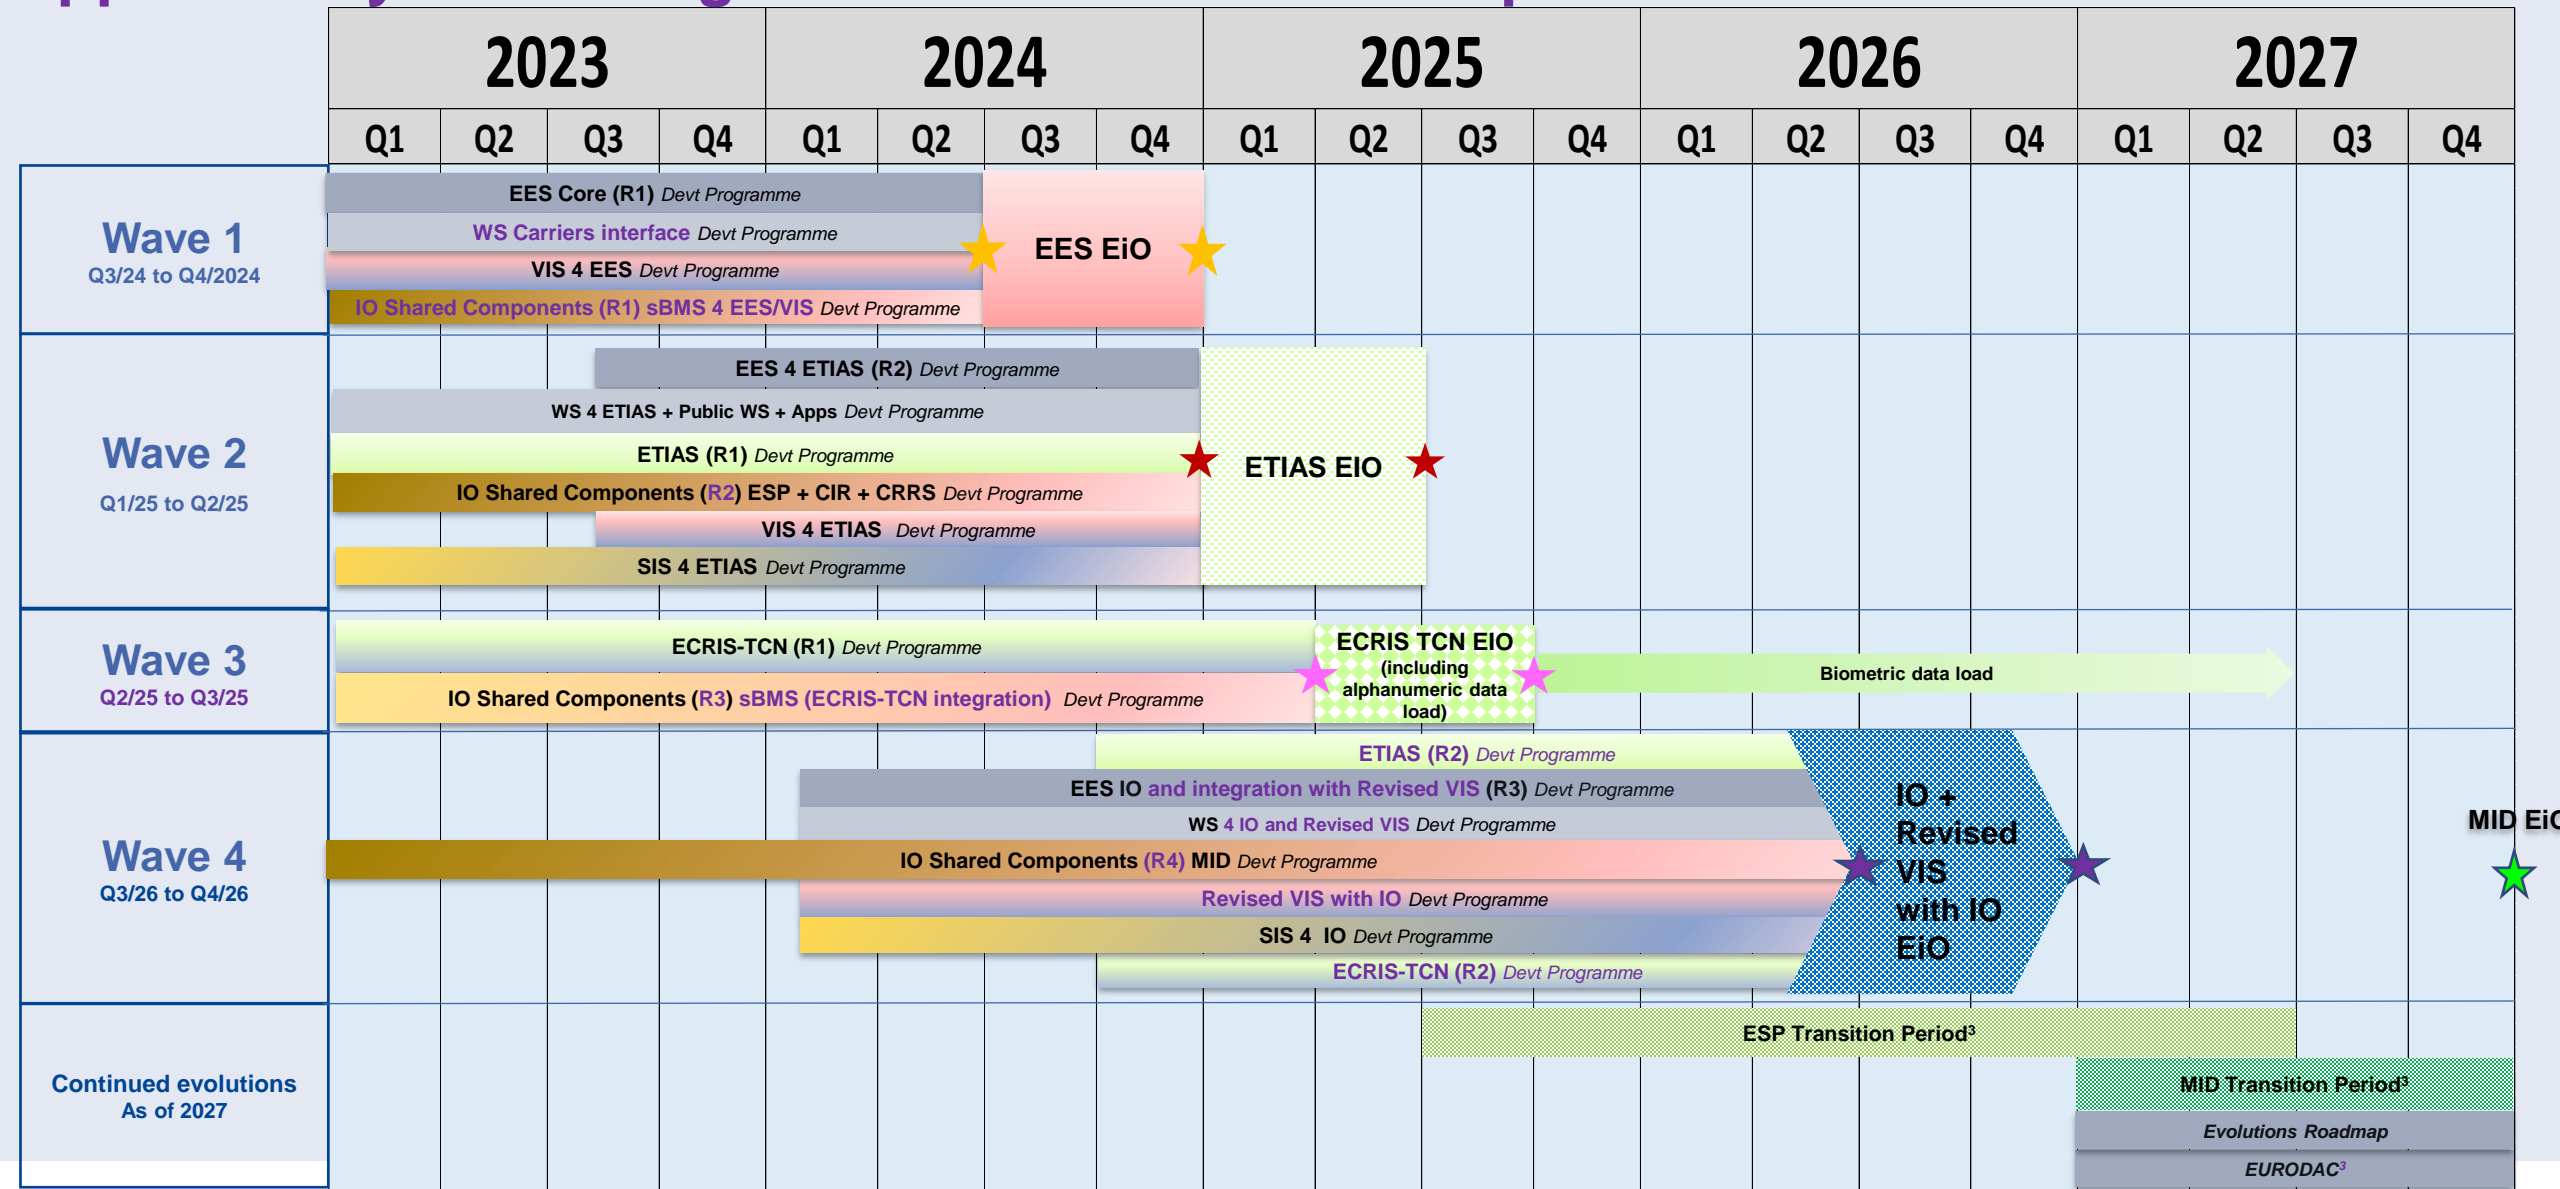 2023 2024 2025 2026 2027
Q1 Q2 Q3 Q4 Q1 Q2 Q3 Q4 Q1 Q2 Q3 Q4 Q1 Q2 Q3 Q4 Q1 Q2 Q3 Q4
Wave 1
Q3/24 to Q4/2024
EES Core (R1) Devt Programme
WS Carriers interface Devt Programme
VIS 4 EES Devt Programme
IO Shared Components (R1) sBMS 4 EES/VIS Devt Programme
EES EiO
Wave 2
Q1/25 to Q2/25
EES 4 ETIAS (R2) Devt Programme
WS 4 ETIAS + Public WS + Apps Devt Programme
ETIAS (R1) Devt Programme
IO Shared Components (R2) ESP + CIR + CRRS Devt Programme
VIS 4 ETIAS Devt Programme
SIS 4 ETIAS Devt Programme
ETIAS EIO
Wave 3
Q2/25 to Q3/25
ECRIS-TCN (R1) Devt Programme
IO Shared Components (R3) sBMS (ECRIS-TCN integration) Devt Programme
ECRIS TCN EIO
(including
alphanumeric data
load)
Biometric data load
Wave 4
Q3/26 to Q4/26
ETIAS (R2) Devt Programme
EES IO and integration with Revised VIS (R3) Devt Programme
WS 4 IO and Revised VIS Devt Programme
IO Shared Components (R4) MID Devt Programme
Revised VIS with IO Devt Programme
SIS 4 IO Devt Programme
ECRIS-TCN (R2) Devt Programme
IO +
Revised
VIS
with IO
EiO
MID EiO
Continued evolutions
As of 2027
ESP Transition Period³
MID Transition Period³
Evolutions Roadmap
EURODAC³